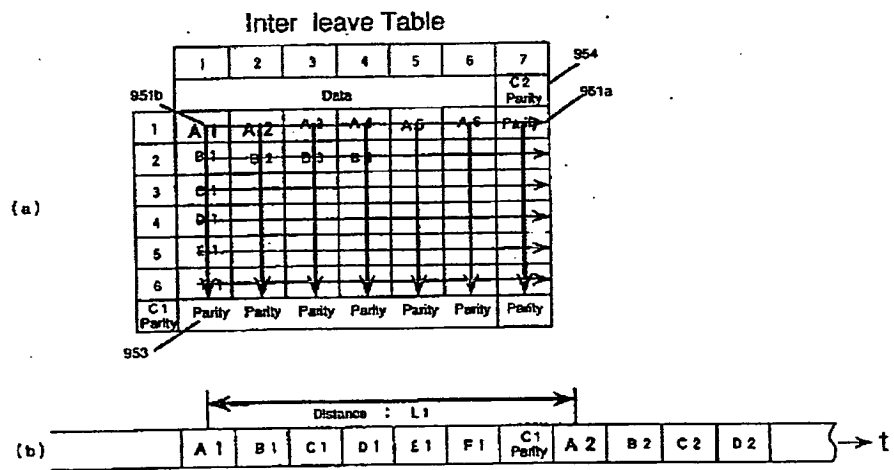 Inter leave Table
1 2 3 4 5 6 7
954
Data
C2 Parity
951b
951a
1 A1 A2 A3 A4 A5 A6 Parity
2 B1 B2 B3
3
(a)
4 D1
5 E1
6
C1 Parity
Parity Parity Parity Parity Parity Parity Parity
953
Distance : L1
(b)
A1 B1 C1 D1 E1 F1 C1 Parity A2 B2 C2 D2
t